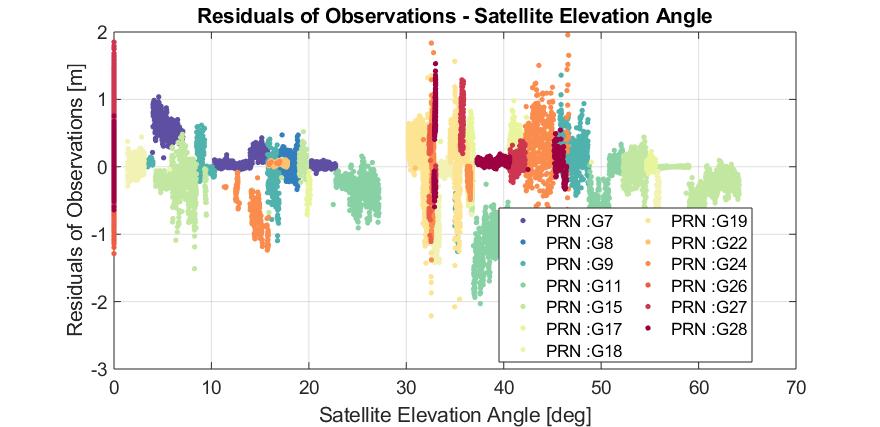 Residuals of Observations - Satellite Elevation Angle
Residuals of Observations [m]
2
1
0
-1
-2
-3
0 10 20 30 40 50 60 70
Satellite Elevation Angle [deg]
PRN :G7
PRN :G8
PRN :G9
PRN :G11
PRN :G15
PRN :G17
PRN :G18
PRN :G19
PRN :G22
PRN :G24
PRN :G26
PRN :G27
PRN :G28